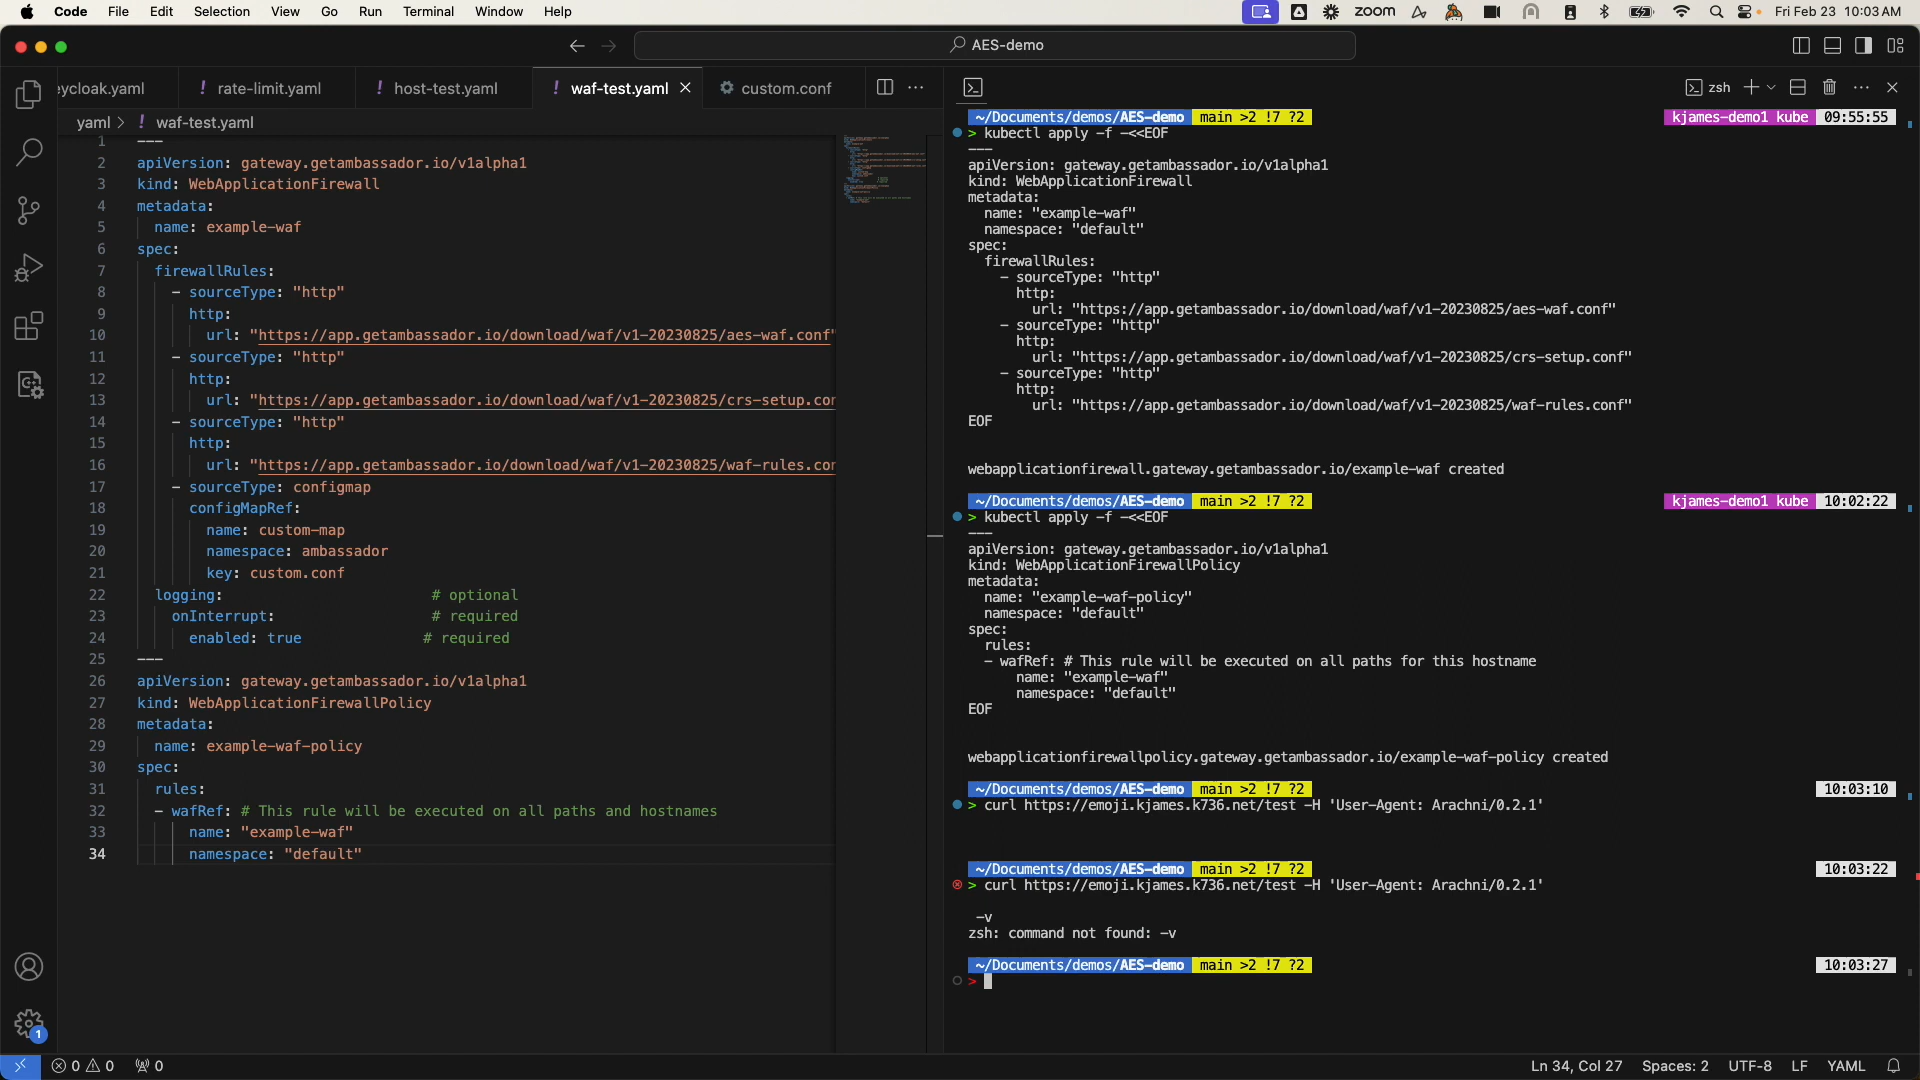 Code File Edit Selection View Go Run Terminal Window Help
zoom
Fri Feb 23 10:03 AM
AES-demo
eycloak.yaml
! rate-limit.yaml
! host-test.yaml
! waf-test.yaml
custom.conf
yaml > ! waf-test.yaml
1 ---
2 apiVersion: gateway.getambassador.io/v1alpha1
3 kind: WebApplicationFirewall
4 metadata:
5 name: example-waf
6 spec:
7 firewallRules:
8 - sourceType: "http"
9 http:
10 url: "https://app.getambassador.io/download/waf/v1-20230825/aes-waf.conf"
11 - sourceType: "http"
12 http:
13 url: "https://app.getambassador.io/download/waf/v1-20230825/crs-setup.con
14 - sourceType: "http"
15 http:
16 url: "https://app.getambassador.io/download/waf/v1-20230825/waf-rules.con
17 - sourceType: configmap
18 configMapRef:
19 name: custom-map
20 namespace: ambassador
21 key: custom.conf
22 logging: # optional
23 onInterrupt: # required
24 enabled: true # required
25 ---
26 apiVersion: gateway.getambassador.io/v1alpha1
27 kind: WebApplicationFirewallPolicy
28 metadata:
29 name: example-waf-policy
30 spec:
31 rules:
32 - wafRef: # This rule will be executed on all paths and hostnames
33 name: "example-waf"
34 namespace: "default"
zsh
~/Documents/demos/AES-demo main >2 !7 ?2 kjames-demo1 kube 09:55:55
> kubectl apply -f -<<EOF
---
apiVersion: gateway.getambassador.io/v1alpha1
kind: WebApplicationFirewall
metadata:
name: "example-waf"
namespace: "default"
spec:
firewallRules:
- sourceType: "http"
http:
url: "https://app.getambassador.io/download/waf/v1-20230825/aes-waf.conf"
- sourceType: "http"
http:
url: "https://app.getambassador.io/download/waf/v1-20230825/crs-setup.conf"
- sourceType: "http"
http:
url: "https://app.getambassador.io/download/waf/v1-20230825/waf-rules.conf"
EOF
webapplicationfirewall.gateway.getambassador.io/example-waf created
~/Documents/demos/AES-demo main >2 !7 ?2 kjames-demo1 kube 10:02:22
> kubectl apply -f -<<EOF
---
apiVersion: gateway.getambassador.io/v1alpha1
kind: WebApplicationFirewallPolicy
metadata:
name: "example-waf-policy"
namespace: "default"
spec:
rules:
- wafRef: # This rule will be executed on all paths for this hostname
name: "example-waf"
namespace: "default"
EOF
webapplicationfirewallpolicy.gateway.getambassador.io/example-waf-policy created
~/Documents/demos/AES-demo main >2 !7 ?2 10:03:10
> curl https://emoji.kjames.k736.net/test -H 'User-Agent: Arachni/0.2.1'
~/Documents/demos/AES-demo main >2 !7 ?2 10:03:22
> curl https://emoji.kjames.k736.net/test -H 'User-Agent: Arachni/0.2.1'
-v
zsh: command not found: -v
~/Documents/demos/AES-demo main >2 !7 ?2 10:03:27
>
1
0 0 0
Ln 34, Col 27 Spaces: 2 UTF-8 LF YAML